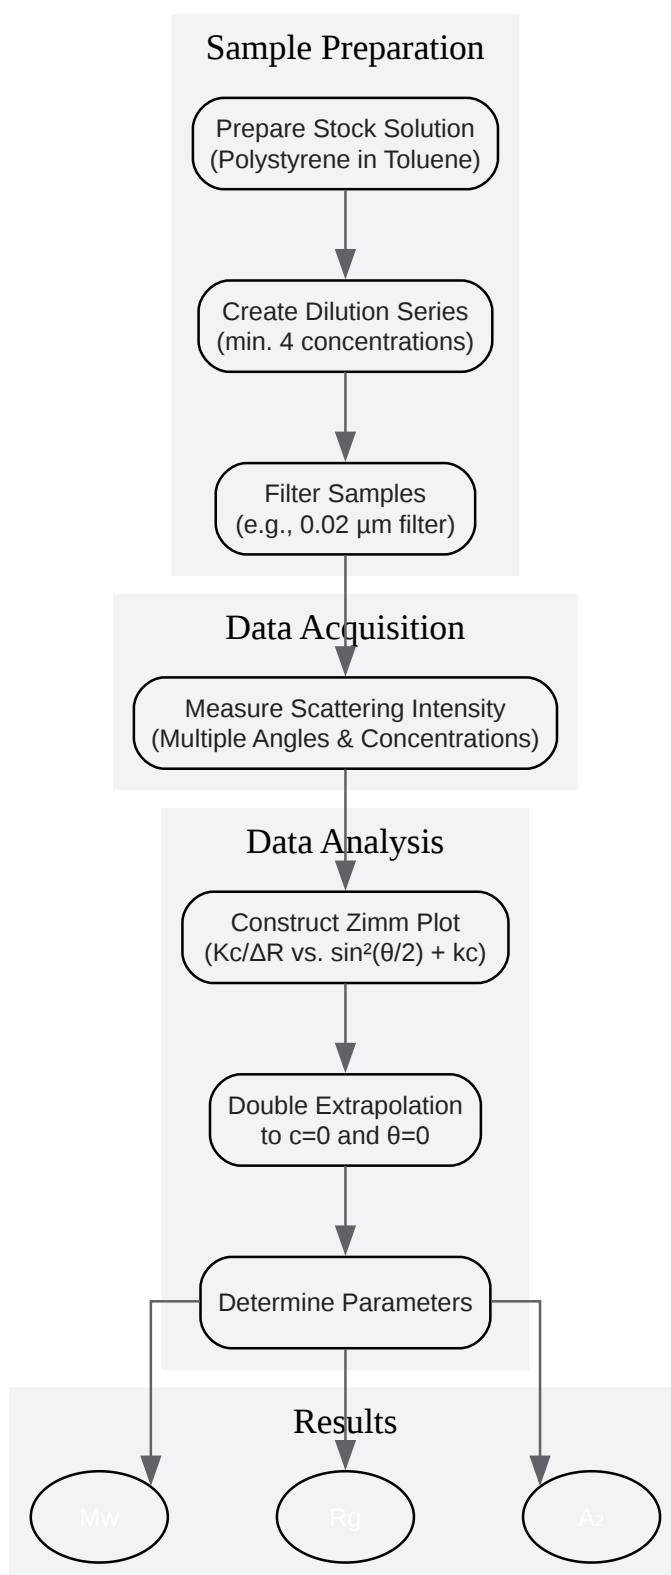 Sample Preparation
Prepare Stock Solution
(Polystyrene in Toluene)
Create Dilution Series
(min. 4 concentrations)
Filter Samples
(e.g., 0.02 µm filter)
Data Acquisition
Measure Scattering Intensity
(Multiple Angles & Concentrations)
Data Analysis
Construct Zimm Plot
(Kc/ΔR vs. sin²(θ/2) + kc)
Double Extrapolation
to c=0 and θ=0
Determine Parameters
Results
Mw
Rg
A₂